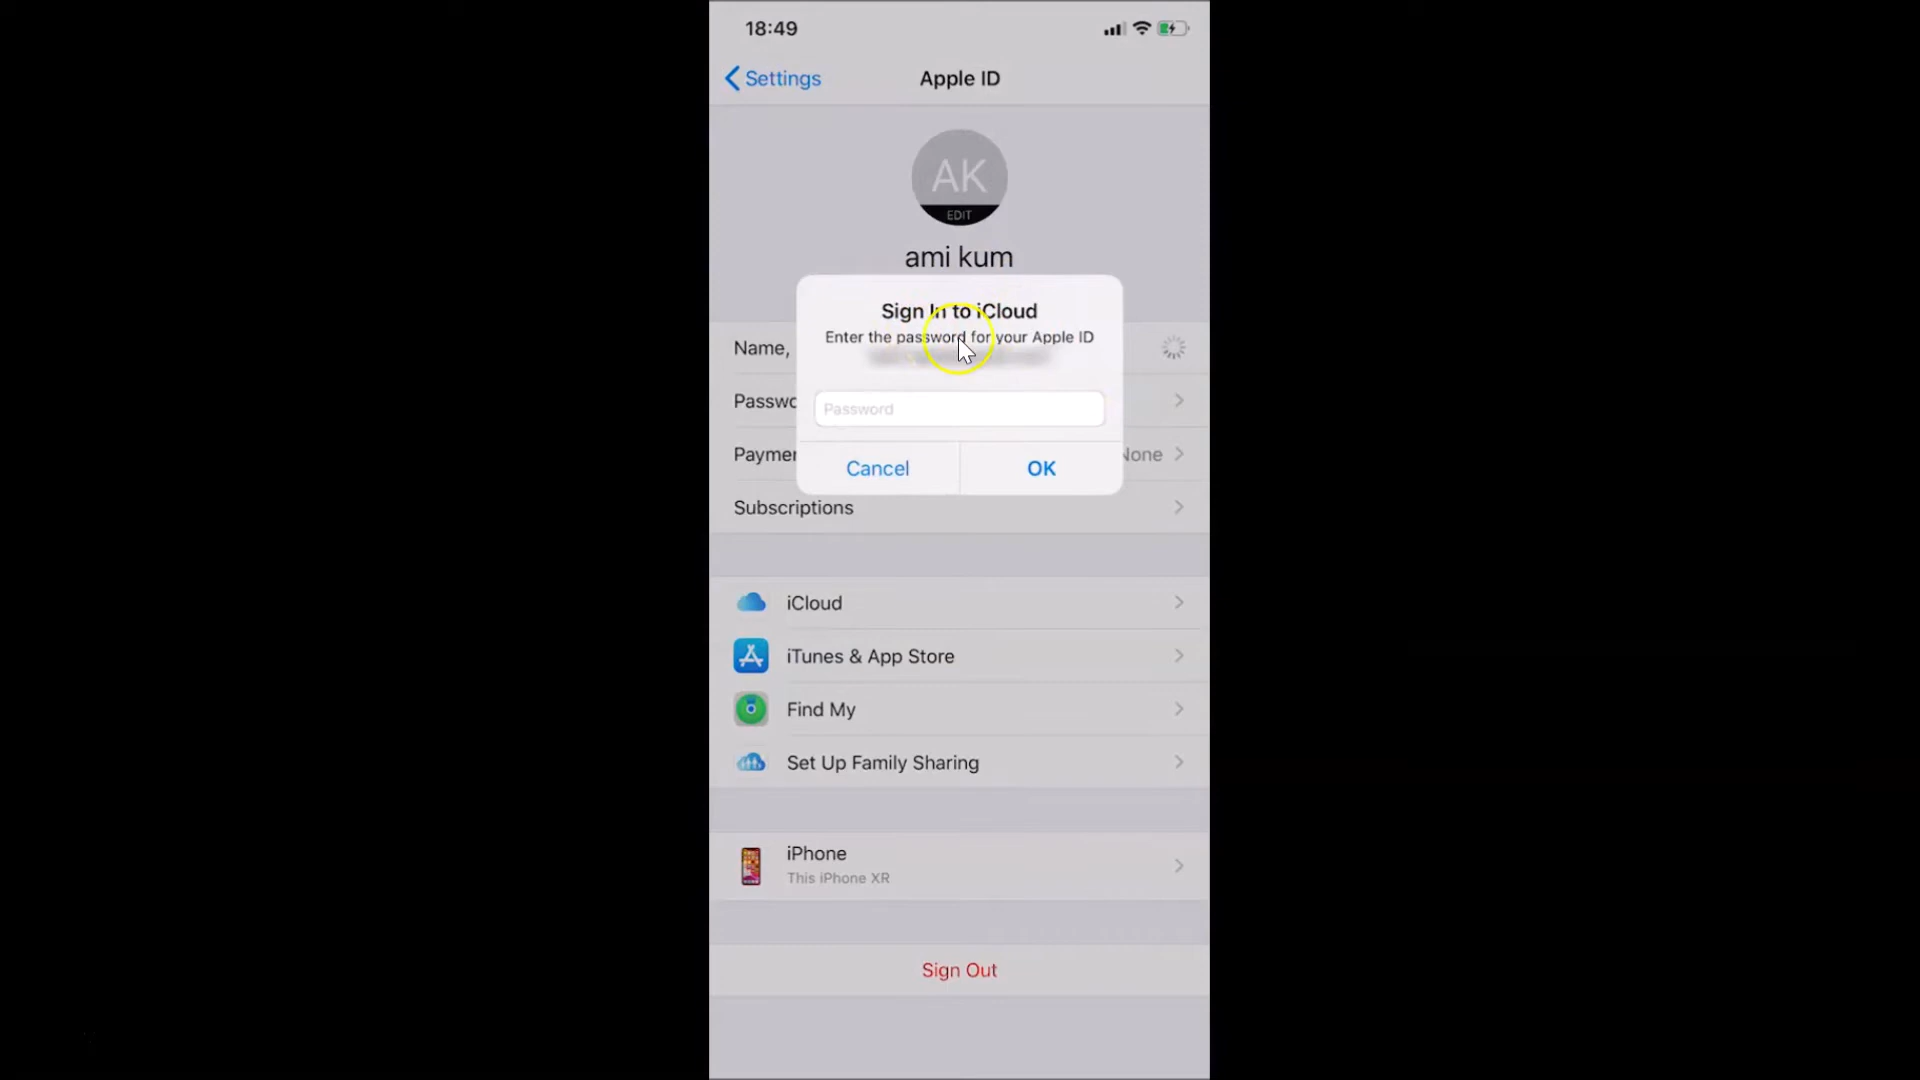 18:49
Settings
Apple ID
AK
EDIT
ami kum
Sign In to iCloud
Enter the password for your Apple ID
Password
Cancel
OK
Name,
Passwo
Paymen
None
Subscriptions
iCloud
iTunes & App Store
Find My
Set Up Family Sharing
iPhone
This iPhone XR
Sign Out